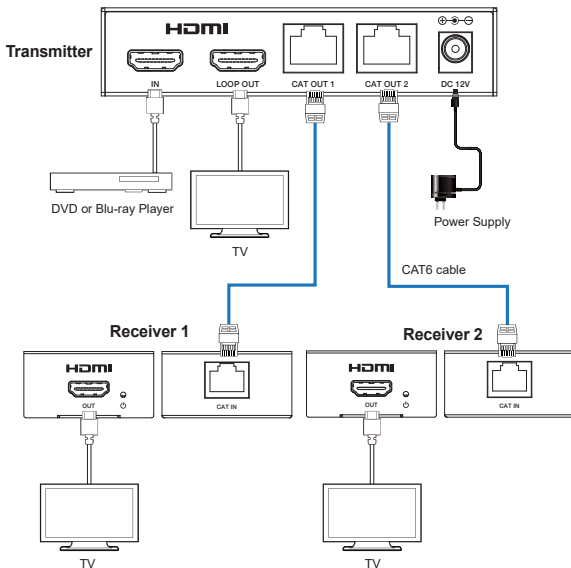 HDMI
Transmitter
IN
LOOP OUT
CAT OUT 1
CAT OUT 2
DC 12V
DVD or Blu-ray Player
TV
Power Supply
CAT6 cable
Receiver 1
Receiver 2
HDMI
OUT
CAT IN
HDMI
OUT
CAT IN
TV
TV